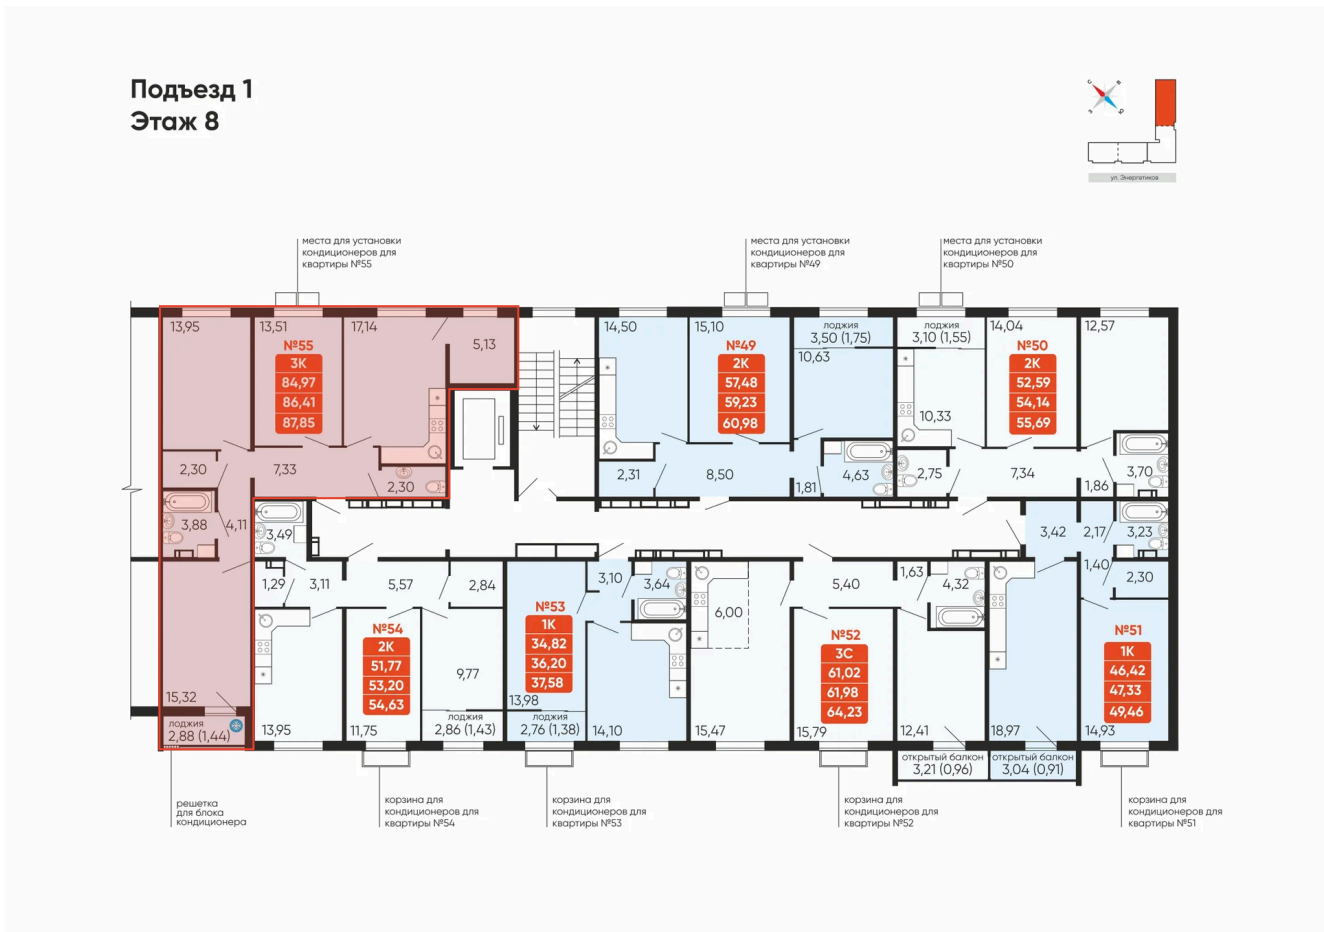 Подъезд 1
Этаж 8
С
В
З
Ю
ул. Энергетиков
места для установки
кондиционеров для
квартиры №55
места для установки
кондиционеров для
квартиры №49
места для установки
кондиционеров для
квартиры №50
13,95
13,51
17,14
5,13
№55
3К
84,97
86,41
87,85
2,30
7,33
2,30
3,88
4,11
15,32
лоджия
2,88 (1,44)
14,50
15,10
лоджия
3,50 (1,75)
10,63
№49
2К
57,48
59,23
60,98
2,31
8,50
1,81
4,63
лоджия
3,10 (1,55)
14,04
12,57
№50
2К
52,59
54,14
55,69
10,33
2,75
7,34
1,86
3,70
3,49
1,29
3,11
5,57
2,84
№54
2К
51,77
53,20
54,63
9,77
13,95
11,75
лоджия
2,86 (1,43)
3,10
3,64
№53
1К
34,82
36,20
37,58
13,98
лоджия
2,76 (1,38)
14,10
6,00
5,40
1,63
4,32
№52
3С
61,02
61,98
64,23
15,47
15,79
12,41
открытый балкон
3,21 (0,96)
3,42
2,17
3,23
1,40
2,30
№51
1К
46,42
47,33
49,46
18,97
14,93
открытый балкон
3,04 (0,91)
решетка
для блока
кондиционера
корзина для
кондиционеров для
квартиры №54
корзина для
кондиционеров для
квартиры №53
корзина для
кондиционеров для
квартиры №52
корзина для
кондиционеров для
квартиры №51